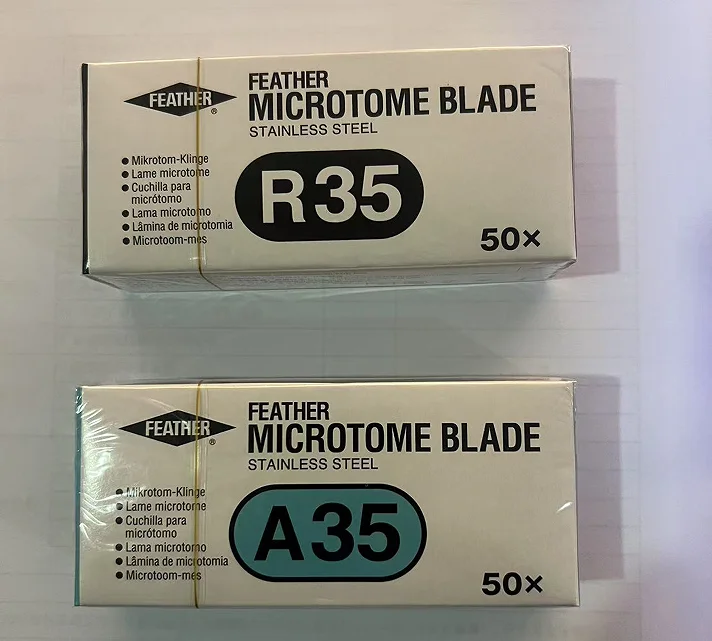 FEATHER
®
FEATHER
MICROTOME BLADE
STAINLESS STEEL
● Mikrotom-Klinge
● Lame microtome
● Cuchilla para
micrótomo
● Lama microtomo
● Lâmina de microtomia
● Microtoom-mes
R35
50×
FEATHER
®
FEATHER
MICROTOME BLADE
STAINLESS STEEL
● Mikrotom-Klinge
● Lame microtome
● Cuchilla para
micrótomo
● Lama microtomo
● Lâmina de microtomia
● Microtoom-mes
A35
50×